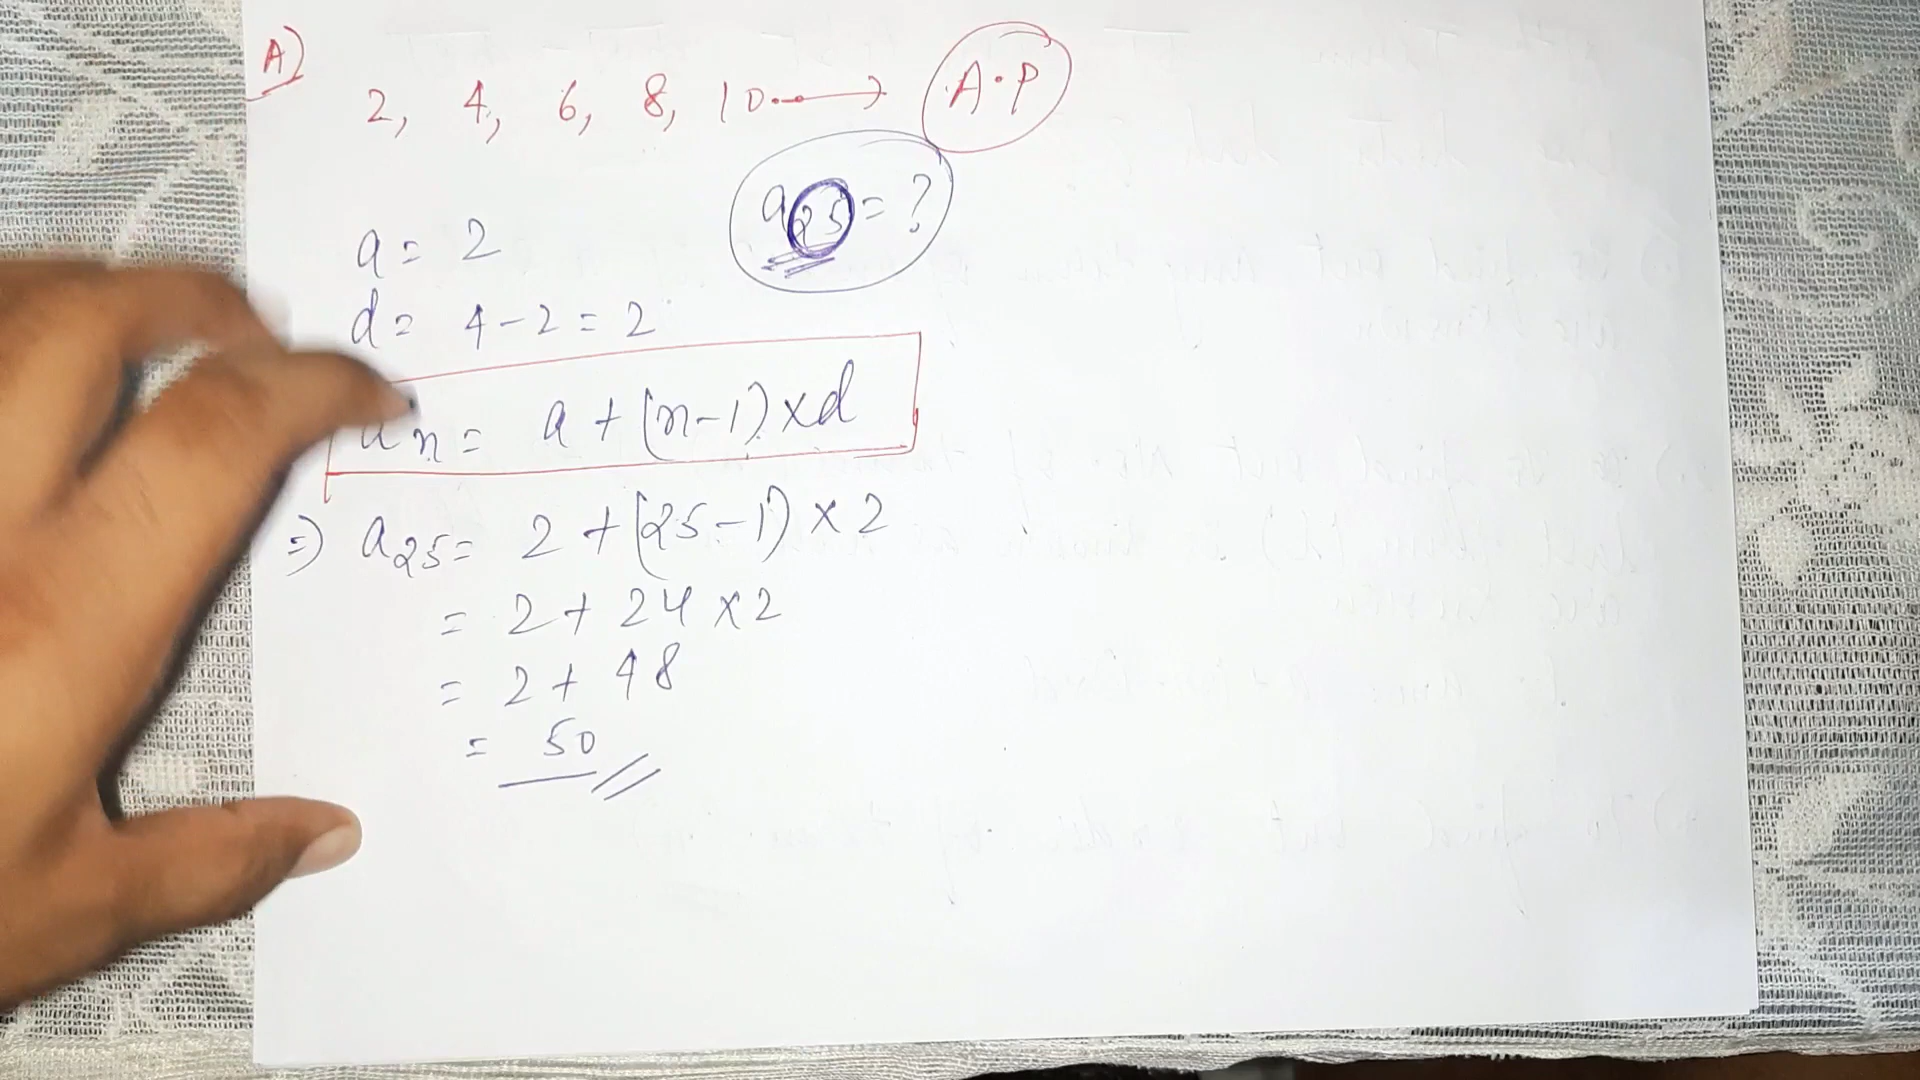 A)
2, 4, 6, 8, 10 → A.P
a25 = ?
a = 2
d = 4 - 2 = 2
an = a + (n-1) × d
⇒ a25 = 2 + (25-1) × 2
= 2 + 24 × 2
= 2 + 48
= 50